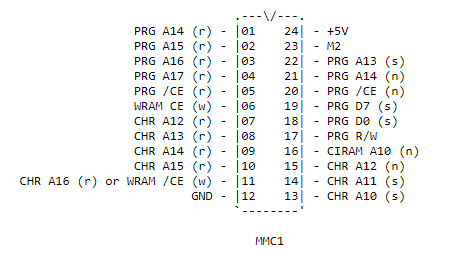 .---\/---.
PRG A14 (r) - |01 24| - +5V
PRG A15 (r) - |02 23| - M2
PRG A16 (r) - |03 22| - PRG A13 (s)
PRG A17 (r) - |04 21| - PRG A14 (n)
PRG /CE (r) - |05 20| - PRG /CE (n)
WRAM CE (w) - |06 19| - PRG D7 (s)
CHR A12 (r) - |07 18| - PRG D0 (s)
CHR A13 (r) - |08 17| - PRG R/W
CHR A14 (r) - |09 16| - CIRAM A10 (n)
CHR A15 (r) - |10 15| - CHR A12 (n)
CHR A16 (r) or WRAM /CE (w) - |11 14| - CHR A11 (s)
GND - |12 13| - CHR A10 (s)
`--------'
MMC1